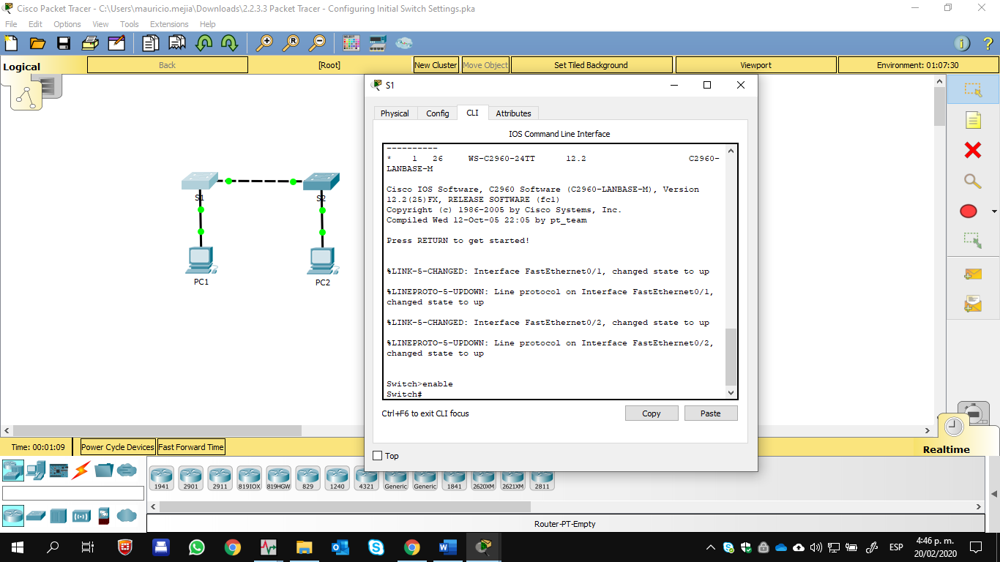 Cisco Packet Tracer - C:\Users\mauricio.mejia\Downloads\2.2.3.3 Packet Tracer - Configuring Initial Switch Settings.pka
File Edit Options View Tools Extensions Help
Logical
Back
[Root]
New Cluster
Move Object
Set Tiled Background
Viewport
Environment: 01:07:30
S1
S2
PC1
PC2
S1
Physical
Config
CLI
Attributes
IOS Command Line Interface
----------
* 1 26 WS-C2960-24TT 12.2 C2960-
LANBASE-M
Cisco IOS Software, C2960 Software (C2960-LANBASE-M), Version
12.2(25)FX, RELEASE SOFTWARE (fc1)
Copyright (c) 1986-2005 by Cisco Systems, Inc.
Compiled Wed 12-Oct-05 22:05 by pt_team
Press RETURN to get started!
%LINK-5-CHANGED: Interface FastEthernet0/1, changed state to up
%LINEPROTO-5-UPDOWN: Line protocol on Interface FastEthernet0/1,
changed state to up
%LINK-5-CHANGED: Interface FastEthernet0/2, changed state to up
%LINEPROTO-5-UPDOWN: Line protocol on Interface FastEthernet0/2,
changed state to up
Switch>enable
Switch#
Ctrl+F6 to exit CLI focus
Copy
Paste
Top
Time: 00:01:09
Power Cycle Devices
Fast Forward Time
Realtime
1941
2901
2911
819IOX
819HGW
829
1240
4321
Generic
Generic
1841
2620XM
2621XM
2811
Router-PT-Empty
ESP
4:46 p. m.
20/02/2020